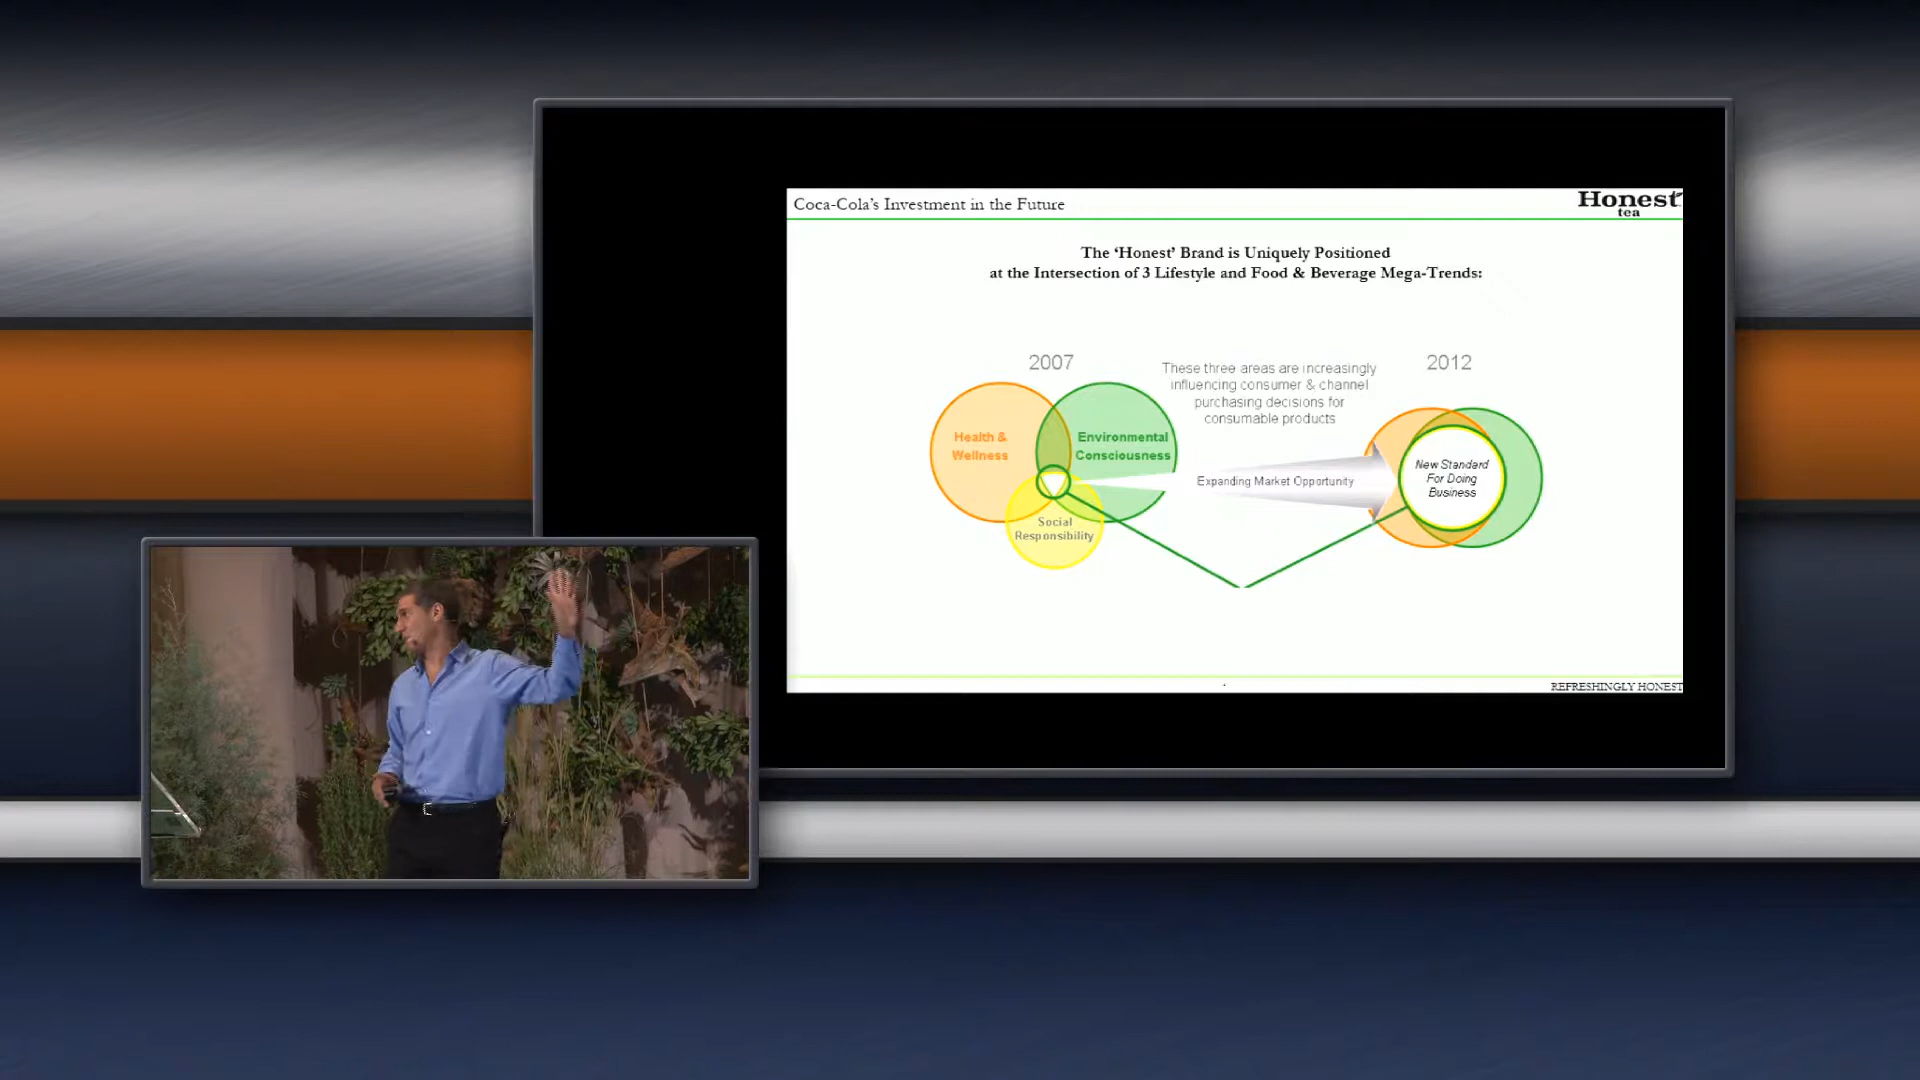 Coca-Cola's Investment in the Future
Honest
tea
The ‘Honest’ Brand is Uniquely Positioned
at the Intersection of 3 Lifestyle and Food & Beverage Mega-Trends:
2007
These three areas are increasingly
influencing consumer & channel
purchasing decisions for
consumable products
2012
Health &
Wellness
Environmental
Consciousness
Social
Responsibility
Expanding Market Opportunity
New Standard
For Doing
Business
REFRESHINGLY HONEST